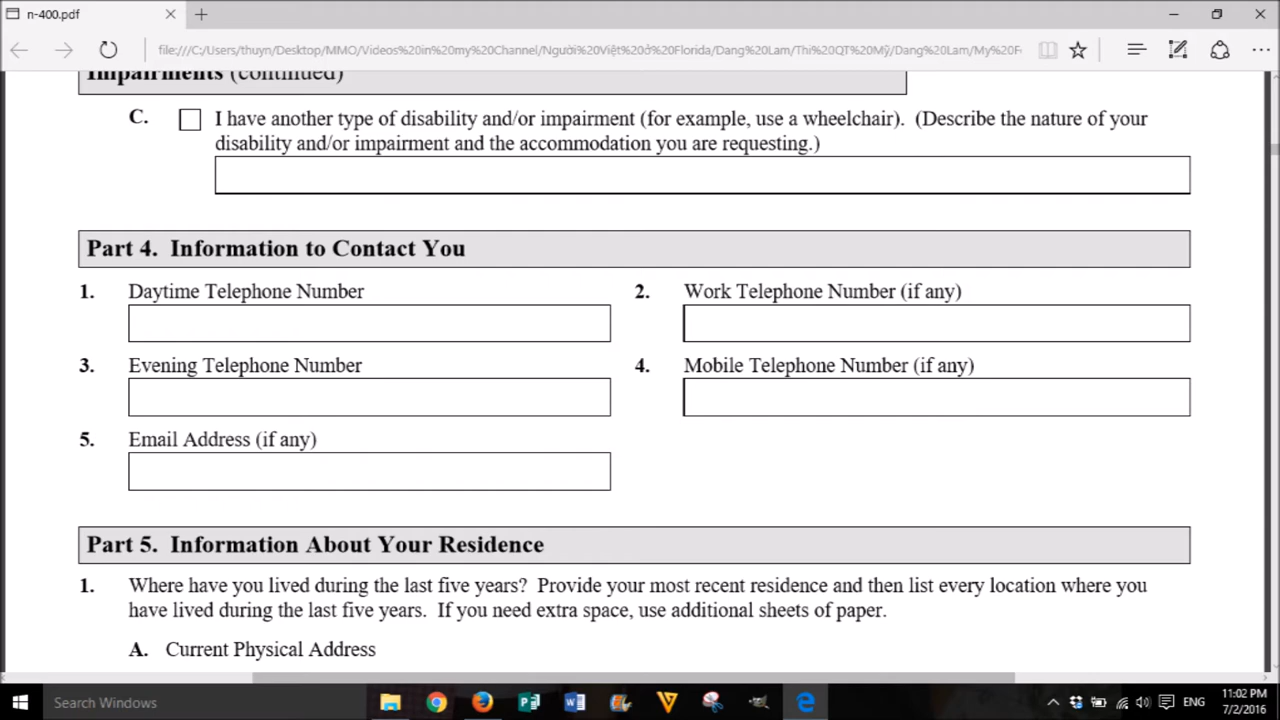 n-400.pdf
file:///C:/Users/thuyn/Desktop/MMO/Videos%20in%20my%20Channel/Người%20Việt%20ở%20Florida/Dang%20Lam/Thi%20QT%20Mỹ/Dang%20Lam/My%20F
Impairments (continued)
C. I have another type of disability and/or impairment (for example, use a wheelchair). (Describe the nature of your
disability and/or impairment and the accommodation you are requesting.)
Part 4. Information to Contact You
1. Daytime Telephone Number
2. Work Telephone Number (if any)
3. Evening Telephone Number
4. Mobile Telephone Number (if any)
5. Email Address (if any)
Part 5. Information About Your Residence
1. Where have you lived during the last five years? Provide your most recent residence and then list every location where you
have lived during the last five years. If you need extra space, use additional sheets of paper.
A. Current Physical Address
Search Windows
ENG
11:02 PM
7/2/2016